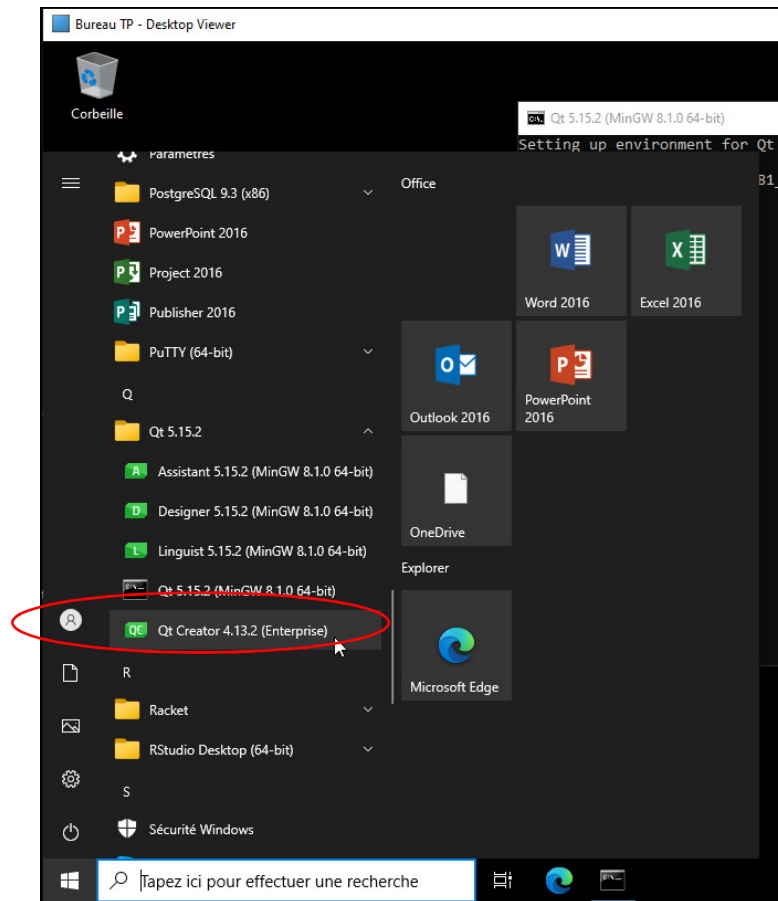 Bureau TP - Desktop Viewer
Corbeille
Qt 5.15.2 (MinGW 8.1.0 64-bit)
Setting up environment for Qt
81_
Paramètres
PostgreSQL 9.3 (x86)
PowerPoint 2016
Project 2016
Publisher 2016
PuTTY (64-bit)
Q
Qt 5.15.2
Assistant 5.15.2 (MinGW 8.1.0 64-bit)
Designer 5.15.2 (MinGW 8.1.0 64-bit)
Linguist 5.15.2 (MinGW 8.1.0 64-bit)
Qt 5.15.2 (MinGW 8.1.0 64-bit)
Qt Creator 4.13.2 (Enterprise)
R
Racket
RStudio Desktop (64-bit)
S
Sécurité Windows
Office
Word 2016
Excel 2016
Outlook 2016
PowerPoint
2016
OneDrive
Explorer
Microsoft Edge
Tapez ici pour effectuer une recherche